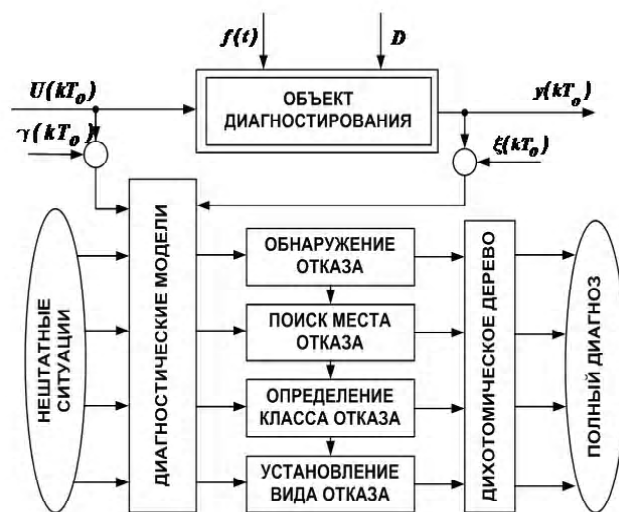 f(t)
D
U(kT₀)
ОБЪЕКТ
ДИАГНОСТИРОВАНИЯ
y(kT₀)
γ(kT₀)
ξ(kT₀)
НЕШТАТНЫЕ
СИТУАЦИИ
ДИАГНОСТИЧЕСКИЕ МОДЕЛИ
ОБНАРУЖЕНИЕ
ОТКАЗА
ПОИСК МЕСТА
ОТКАЗА
ОПРЕДЕЛЕНИЕ
КЛАССА ОТКАЗА
УСТАНОВЛЕНИЕ
ВИДА ОТКАЗА
ДИХОТОМИЧЕСКОЕ ДЕРЕВО
ПОЛНЫЙ ДИАГНОЗ